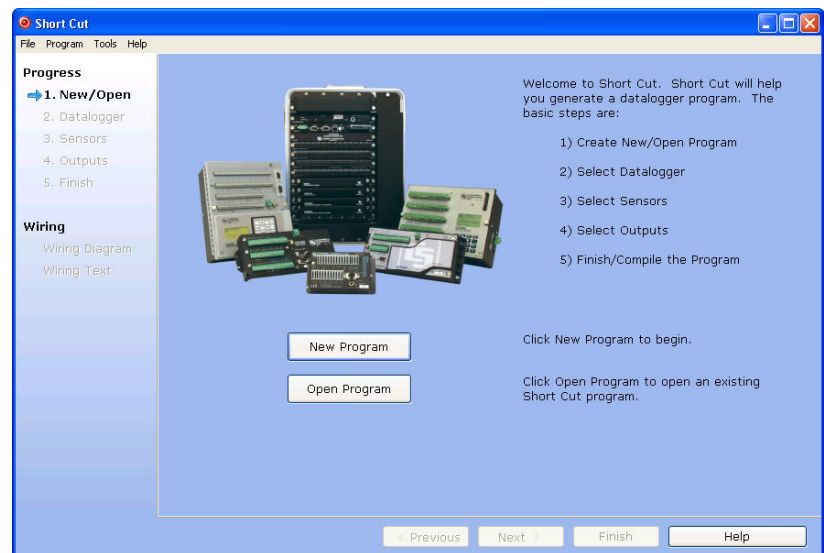 Short Cut
File Program Tools Help
Progress
1. New/Open
2. Datalogger
3. Sensors
4. Outputs
5. Finish
Wiring
Wiring Diagram
Wiring Text
Welcome to Short Cut. Short Cut will help
you generate a datalogger program. The
basic steps are:
1) Create New/Open Program
2) Select Datalogger
3) Select Sensors
4) Select Outputs
5) Finish/Compile the Program
New Program
Click New Program to begin.
Open Program
Click Open Program to open an existing
Short Cut program.
Previous
Next
Finish
Help